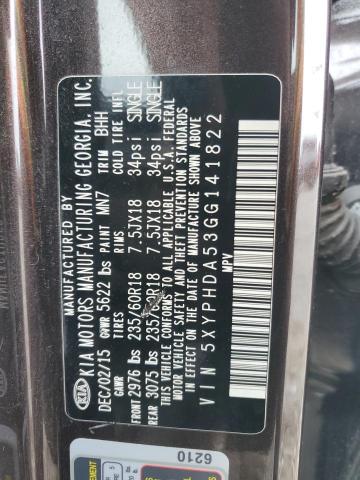 MANUFACTURED BY
KIA KIA MOTORS MANUFACTURING GEORGIA, INC.
DEC/02/15 GVWR 5622 lbs PAINT MN7 TRIM BHH
GAWR TIRES RIMS COLD TIRE INFL
FRONT 2976 lbs 235/60R18 7.5JX18 34psi SINGLE
REAR 3075 lbs 235/60R18 7.5JX18 34psi SINGLE
THIS VEHICLE CONFORMS TO ALL APPLICABLE U.S.A. FEDERAL
MOTOR VEHICLE SAFETY AND THEFT PREVENTION STANDARDS
IN EFFECT ON THE DATE OF MANUFACTURE SHOWN ABOVE.
VIN 5XYPHDA53GG141822
MPV
6210